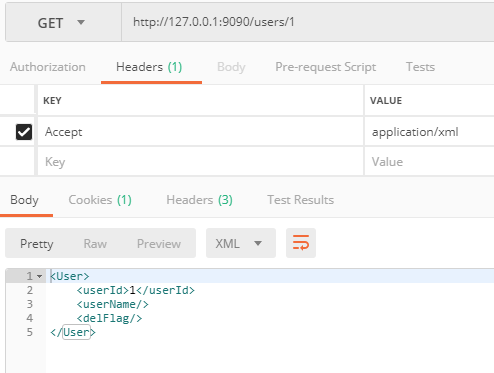 GET http://127.0.0.1:9090/users/1
Authorization Headers (1) Body Pre-request Script Tests
KEY VALUE
Accept application/xml
Key Value
Body Cookies (1) Headers (3) Test Results
Pretty Raw Preview XML
1 <User>
2 <userId>1</userId>
3 <userName/>
4 <delFlag/>
5 </User>